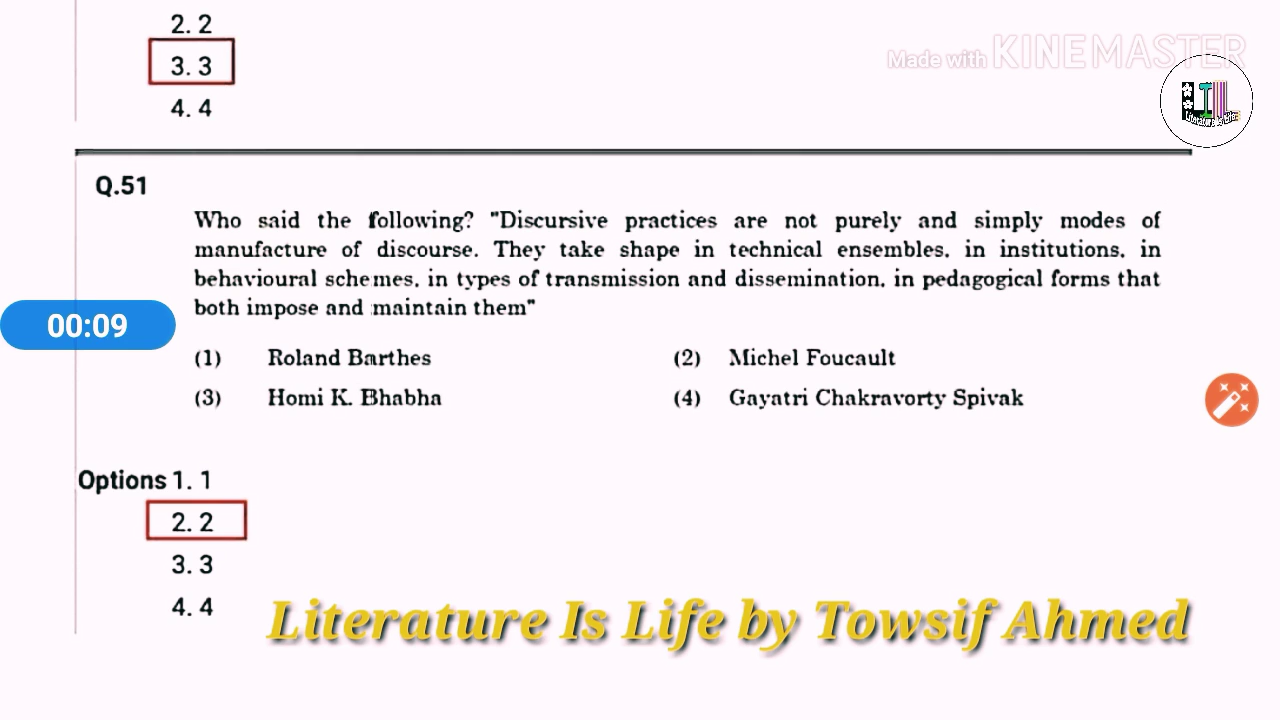 2. 2
Made with KINEMASTER
3. 3
4. 4
Q.51
Who said the following? "Discursive practices are not purely and simply modes of
manufacture of discourse. They take shape in technical ensembles, in institutions, in
behavioural schemes, in types of transmission and dissemination, in pedagogical forms that
both impose and maintain them"
00:09
(1) Roland Barthes (2) Michel Foucault
(3) Homi K. Bhabha (4) Gayatri Chakravorty Spivak
Options 1. 1
2. 2
3. 3
4. 4
Literature Is Life by Towsif Ahmed